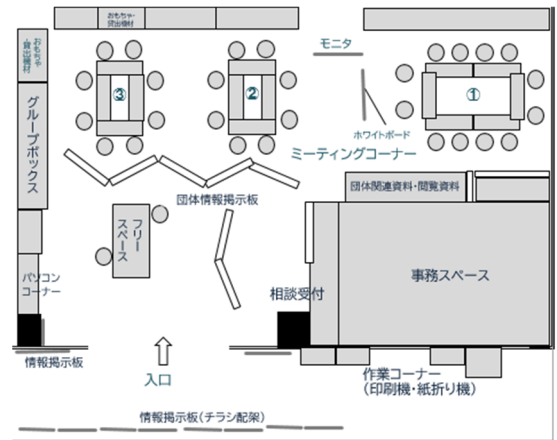 おもちゃ・
貸出機材
おもちゃ
・貸出機材
モニタ
③
②
①
グループボックス
ホワイトボード
ミーティングコーナー
団体関連資料・閲覧資料
団体情報掲示板
フリー
スペース
事務スペース
パソコン
コーナー
相談受付
情報掲示板
入口
作業コーナー
（印刷機・紙折り機）
情報掲示板（チラシ配架）